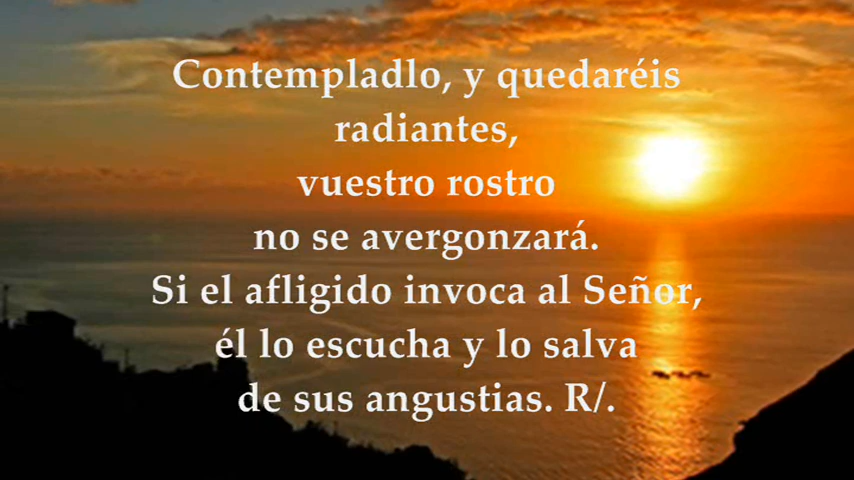 Contempladlo, y quedaréis
radiantes,
vuestro rostro
no se avergonzará.
Si el afligido invoca al Señor,
él lo escucha y lo salva
de sus angustias. R/.